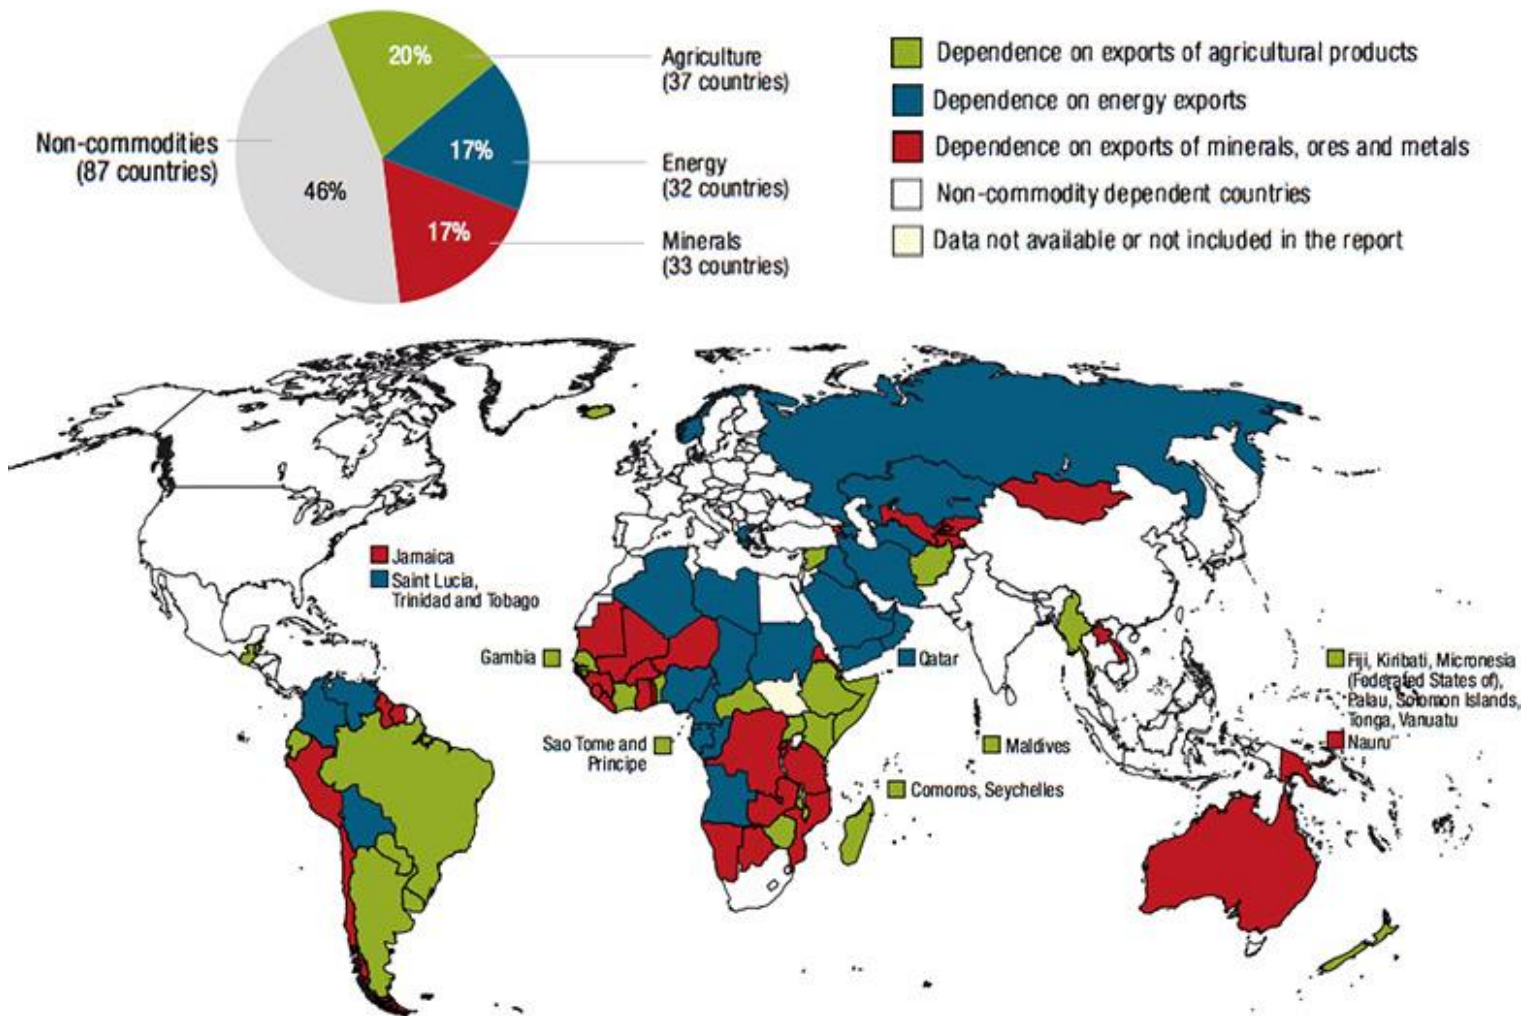 20%
17%
17%
46%
Non-commodities
(87 countries)
Agriculture
(37 countries)
Energy
(32 countries)
Minerals
(33 countries)
Dependence on exports of agricultural products
Dependence on energy exports
Dependence on exports of minerals, ores and metals
Non-commodity dependent countries
Data not available or not included in the report
Jamaica
Saint Lucia,
Trinidad and Tobago
Gambia
Qatar
Sao Tome and
Principe
Maldives
Comoros, Seychelles
Fiji, Kiribati, Micronesia
(Federated States of),
Palau, Solomon Islands,
Tonga, Vanuatu
Nauru